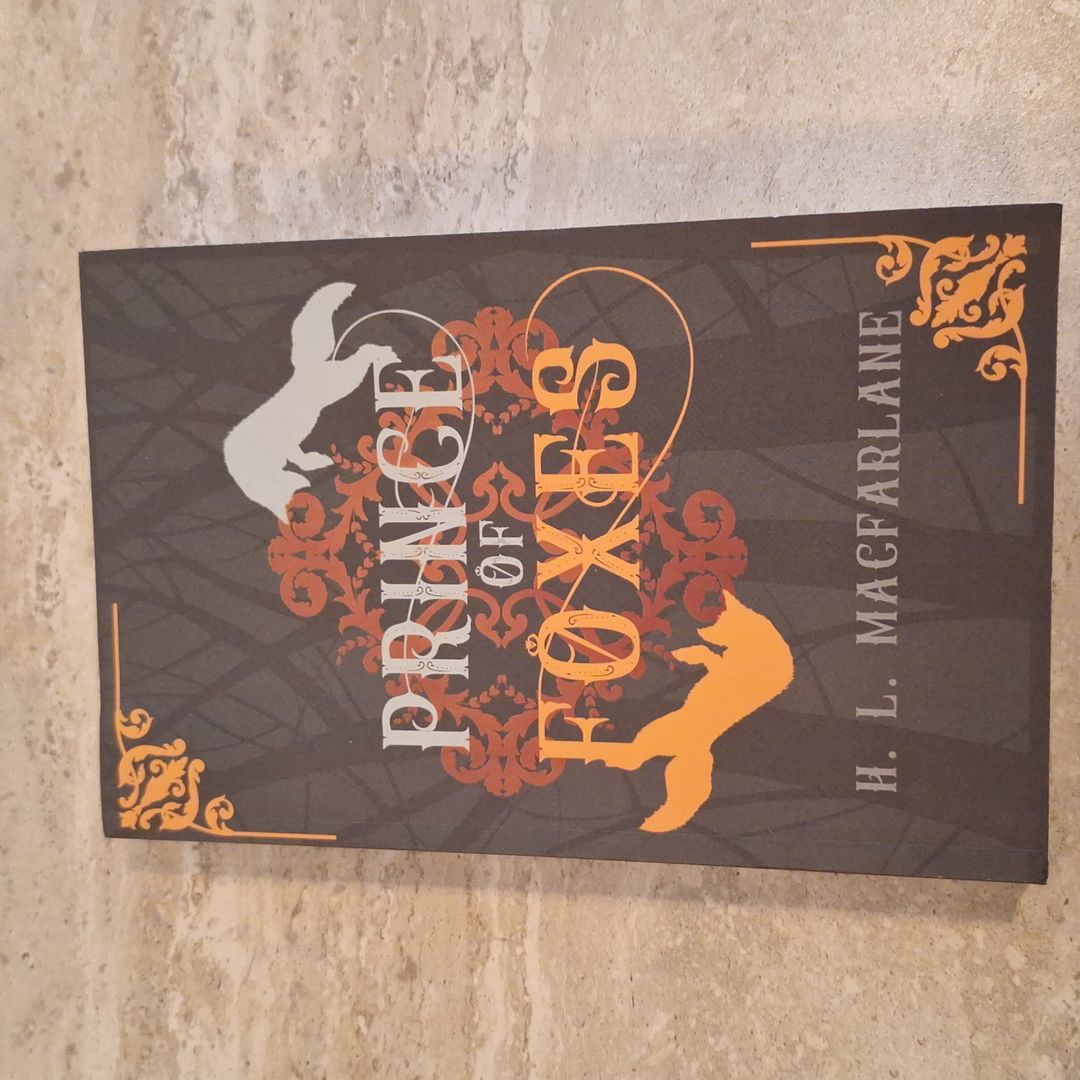 PRINCE
OF
FOXES
H. L. MACFARLANE